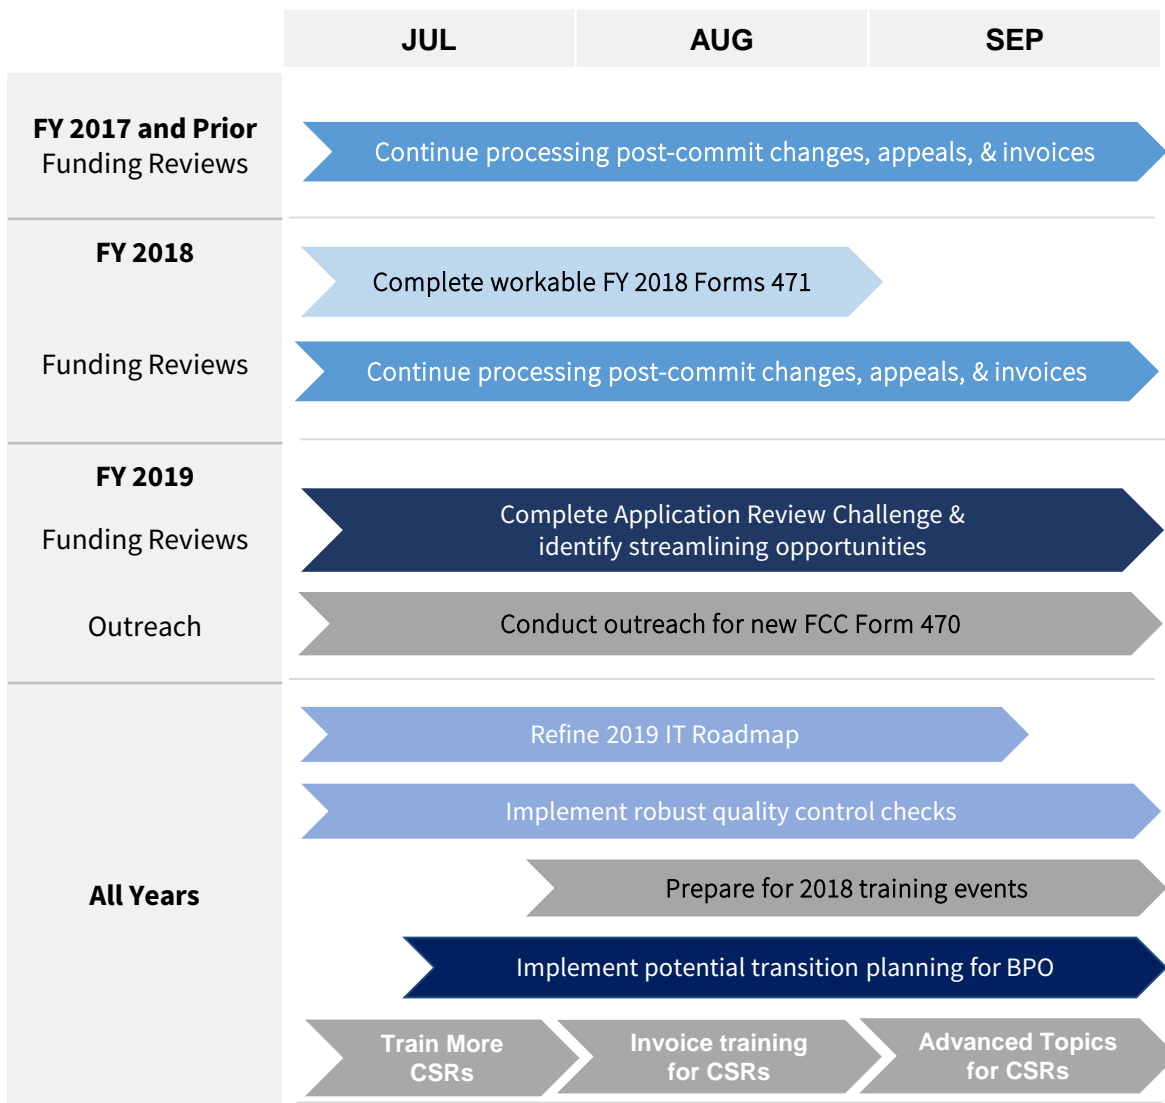 JUL
AUG
SEP
FY 2017 and Prior
Funding Reviews
Continue processing post-commit changes, appeals, & invoices
FY 2018
Complete workable FY 2018 Forms 471
Funding Reviews
Continue processing post-commit changes, appeals, & invoices
FY 2019
Funding Reviews
Complete Application Review Challenge &
identify streamlining opportunities
Outreach
Conduct outreach for new FCC Form 470
All Years
Refine 2019 IT Roadmap
Implement robust quality control checks
Prepare for 2018 training events
Implement potential transition planning for BPO
Train More
CSRs
Invoice training
for CSRs
Advanced Topics
for CSRs